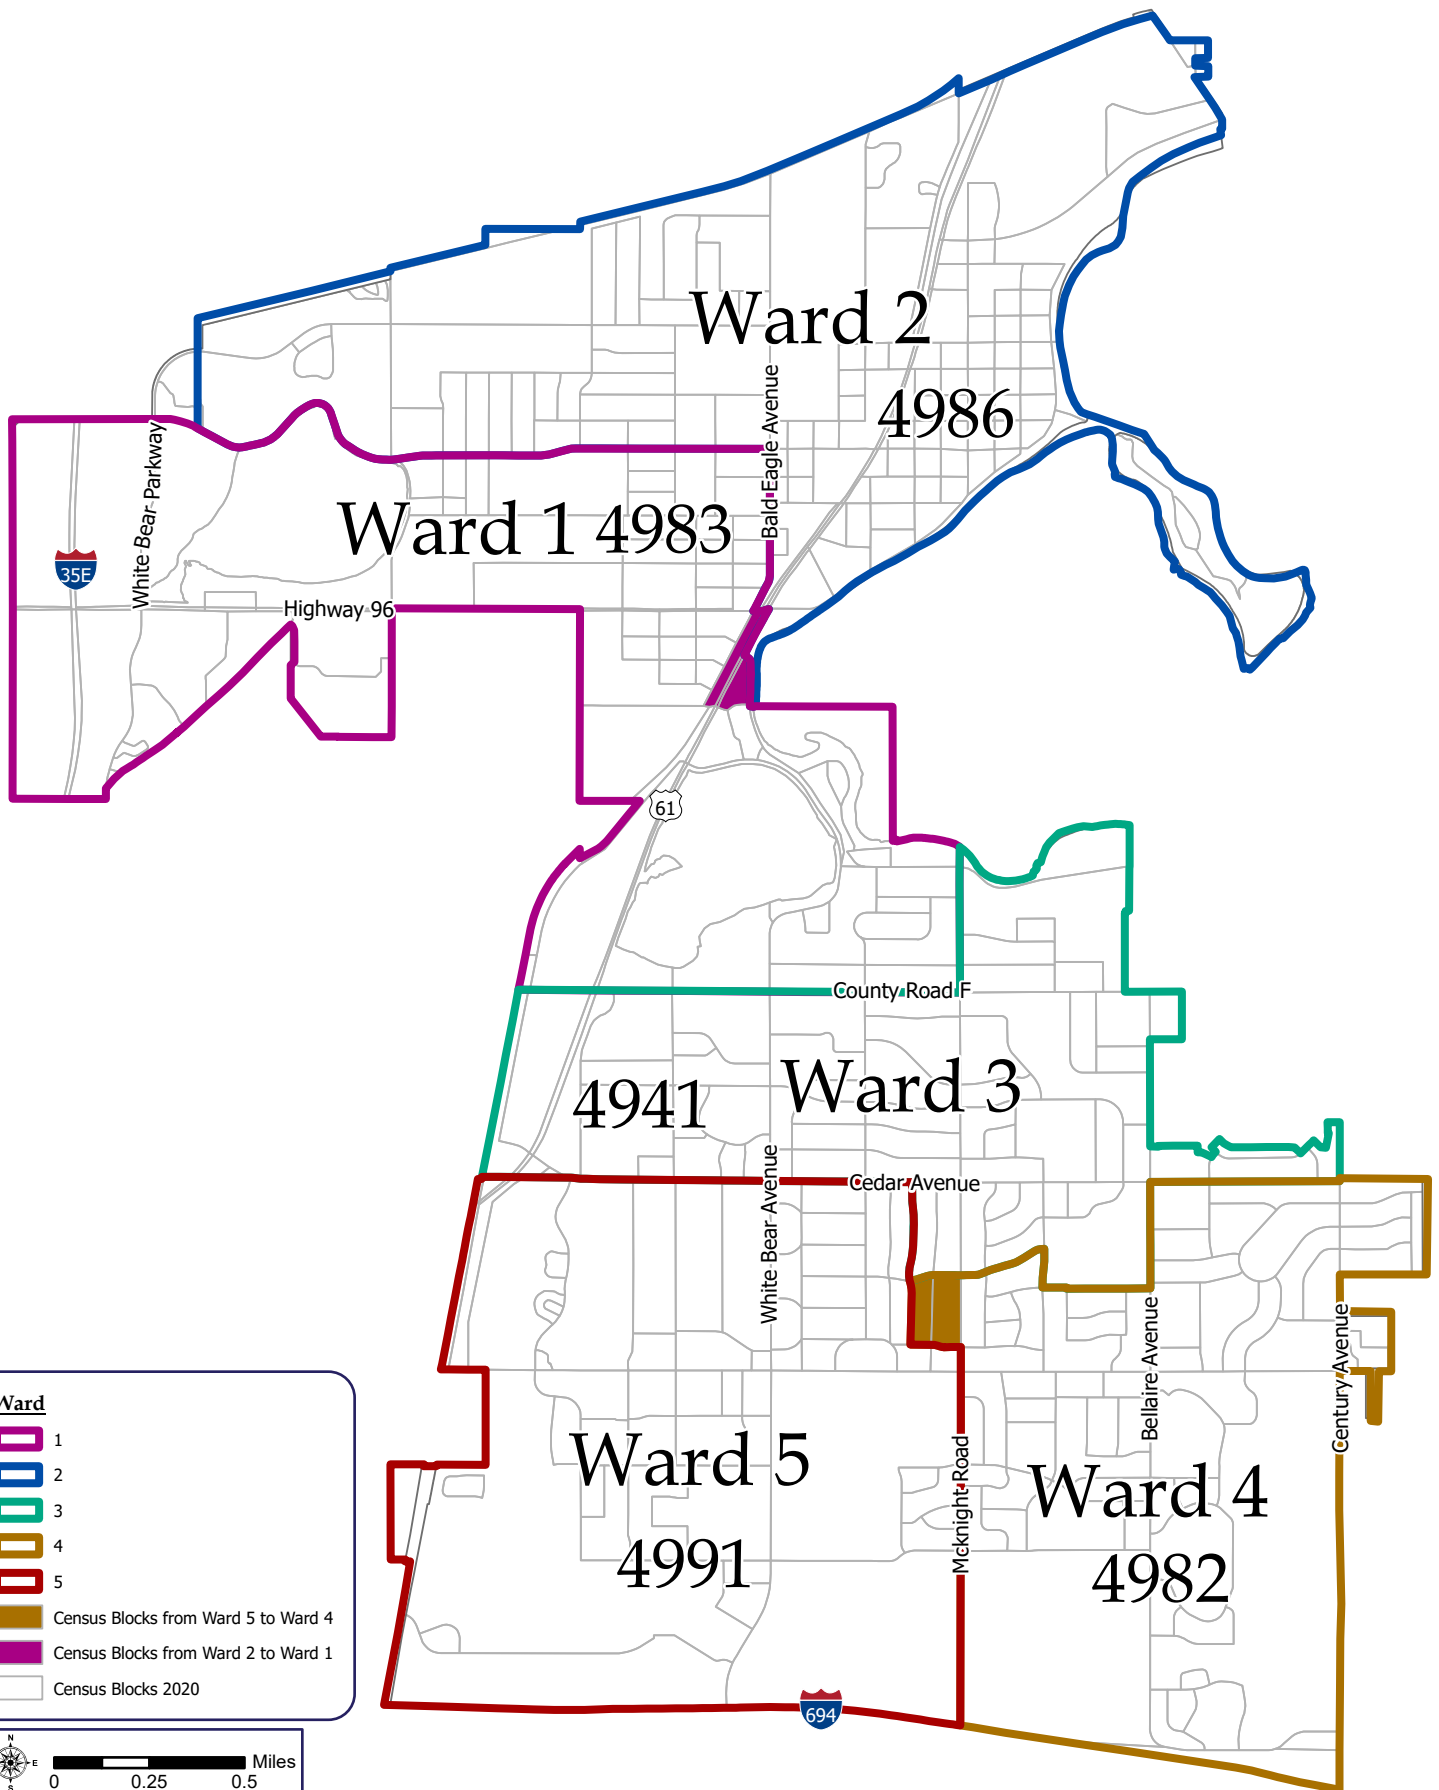 Ward 2
4986
Bald Eagle Avenue
White Bear Parkway
Ward 1 4983
35E
Highway 96
61
County Road F
Ward 3
4941
White Bear Avenue
Cedar Avenue
Bellaire Avenue
Century Avenue
Ward 5
4991
Mcknight Road
Ward 4
4982
694
Ward
1
2
3
4
5
Census Blocks from Ward 5 to Ward 4
Census Blocks from Ward 2 to Ward 1
Census Blocks 2020
N
E
S
Miles
0 0.25 0.5